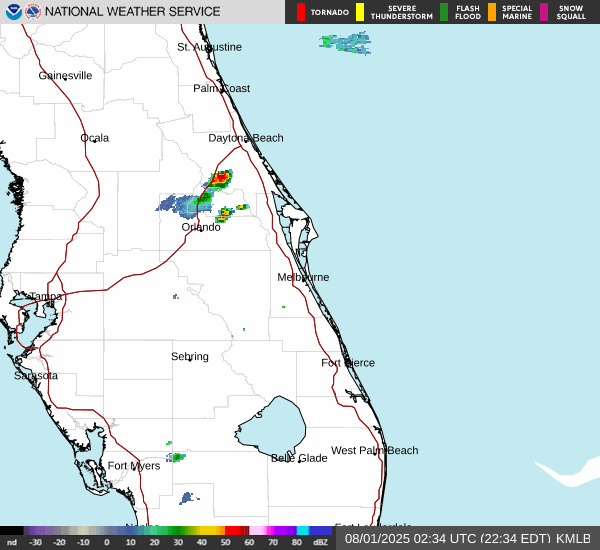 NATIONAL WEATHER SERVICE
TORNADO
SEVERE
THUNDERSTORM
FLASH
FLOOD
SPECIAL
MARINE
SNOW
SQUALL
St. Augustine
Gainesville
Palm Coast
Ocala
Daytona Beach
Orlando
Melbourne
Tampa
Sebring
Fort Pierce
Sarasota
West Palm Beach
Belle Glade
Fort Myers
Fort Lauderdale
nd -30 -20 -10 0 10 20 30 40 50 60 70 80 dBZ
08/01/2025 02:34 UTC (22:34 EDT) KMLB